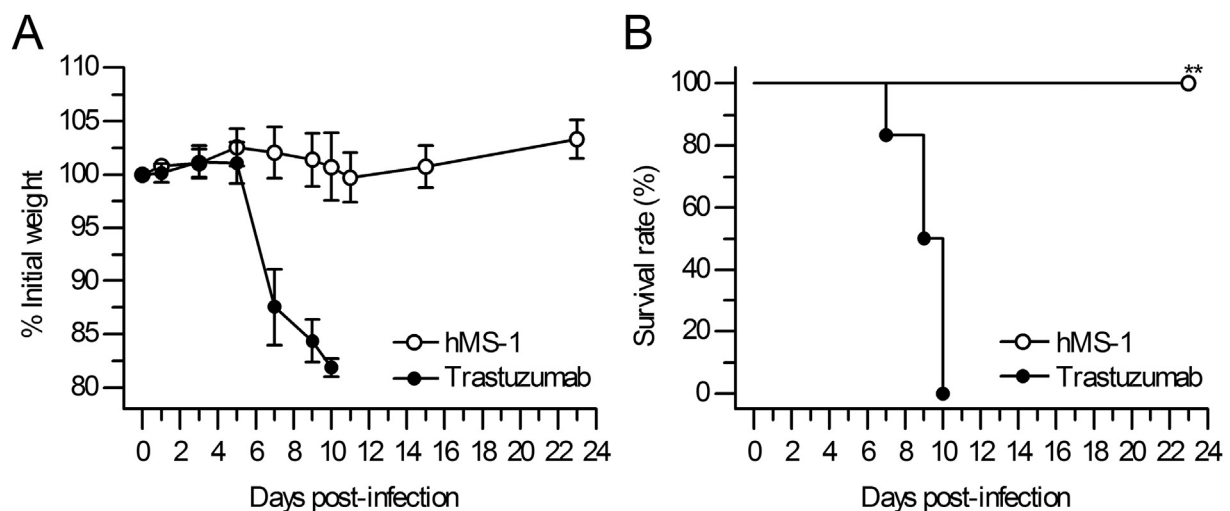 A
110
105
100
95
90
85
80
% Initial weight
hMS-1
Trastuzumab
0 2 4 6 8 10 12 14 16 18 20 22 24
Days post-infection
B
**
100
80
60
40
20
0
Survival rate (%)
hMS-1
Trastuzumab
0 2 4 6 8 10 12 14 16 18 20 22 24
Days post-infection